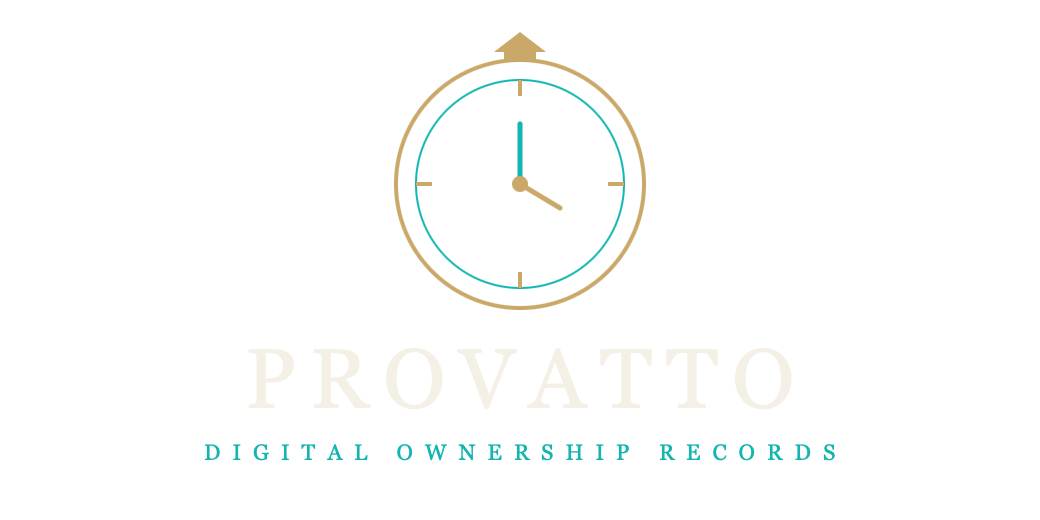 PROVATTO
DIGITAL OWNERSHIP RECORDS